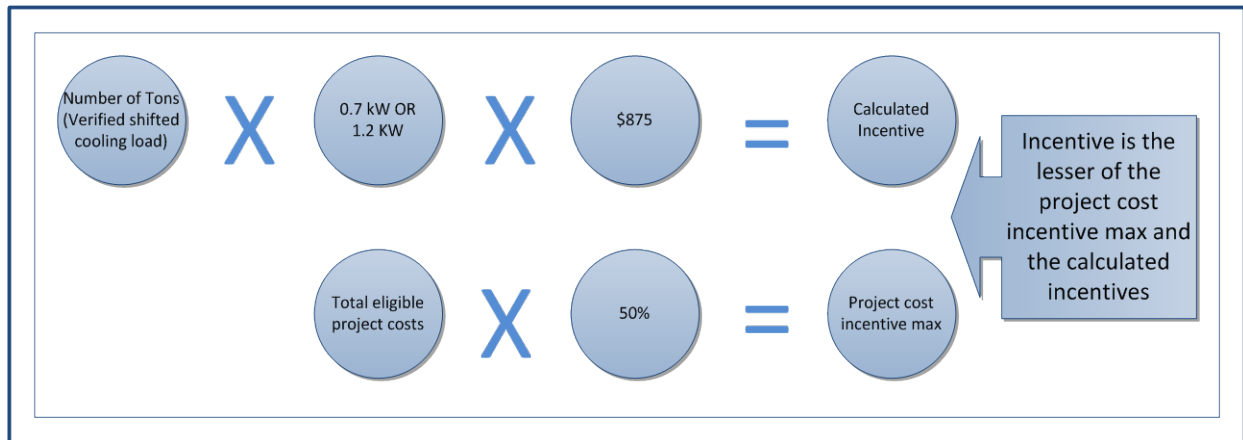 Number of Tons
(Verified shifted
cooling load)
X
0.7 kW OR
1.2 KW
X
$875
=
Calculated
Incentive
Incentive is the
lesser of the
project cost
incentive max and
the calculated
incentives
Total eligible
project costs
X
50%
=
Project cost
incentive max